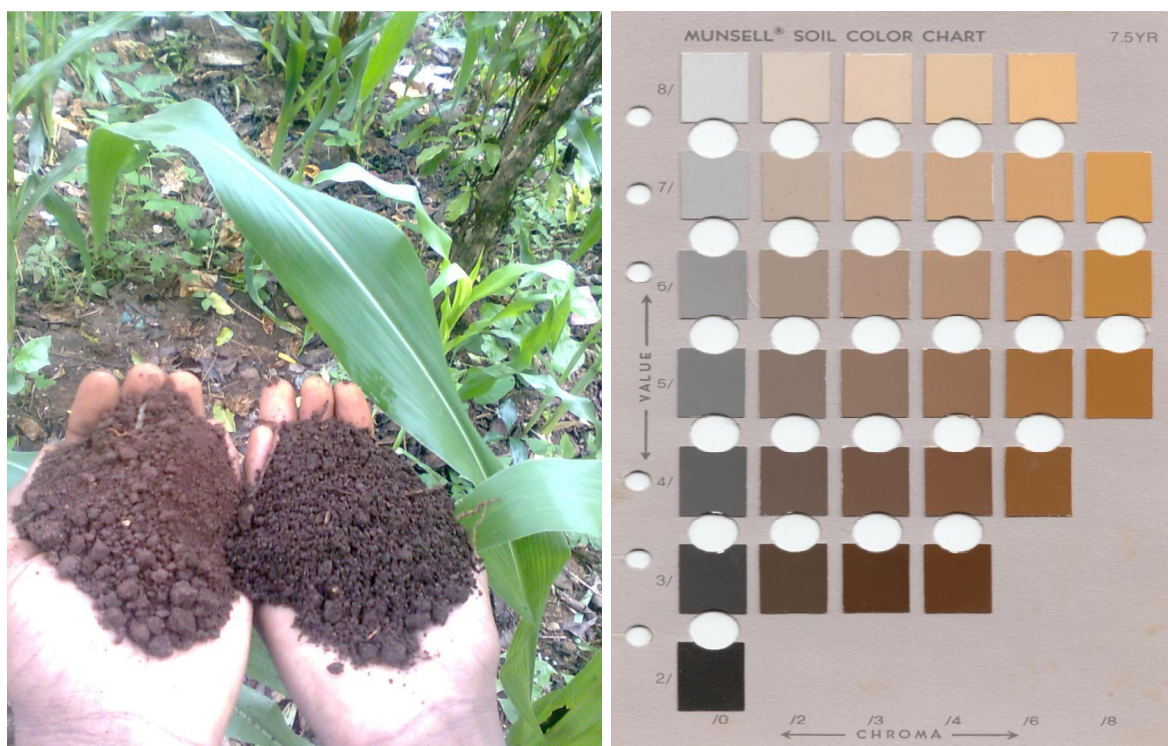 MUNSELL® SOIL COLOR CHART 7.5YR
8/
7/
6/
VALUE
5/
4/
3/
2/
/0 /2 /3 /4 /6 /8
CHROMA